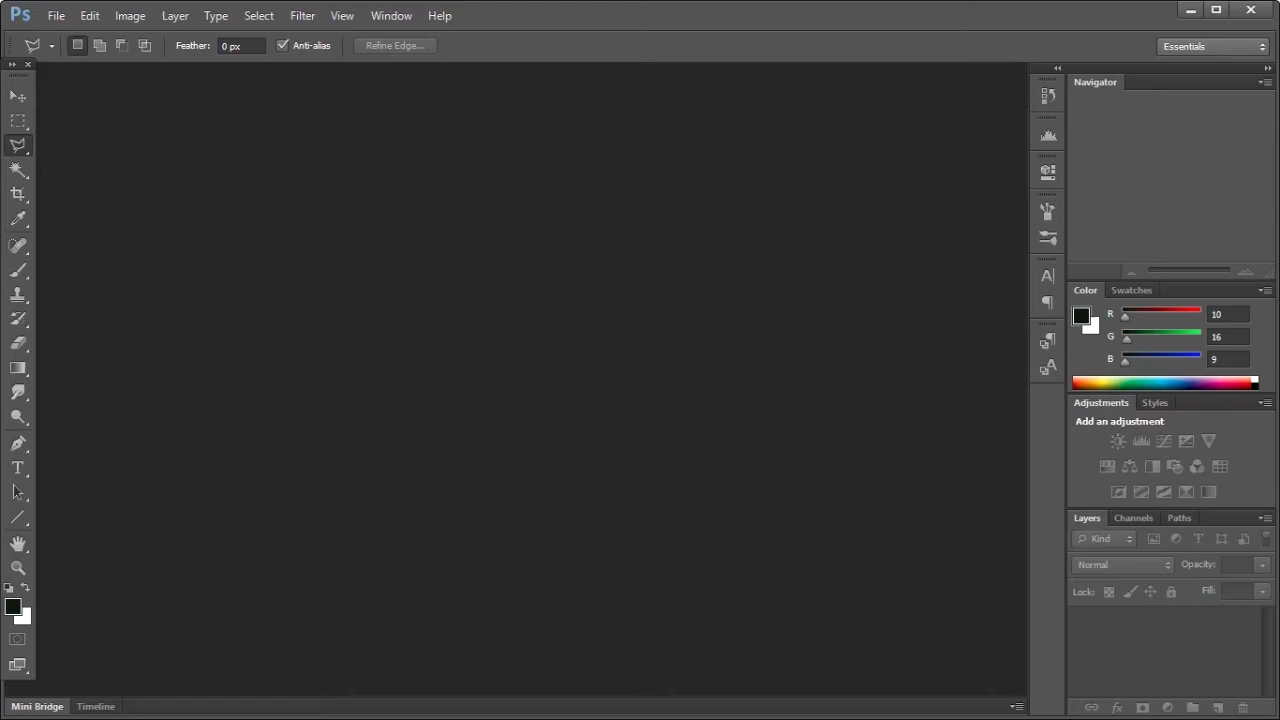 Ps File Edit Image Layer Type Select Filter View Window Help
Feather: 0 px Anti-alias Refine Edge... Essentials
Navigator
Color Swatches
R 10
G 16
B 9
Adjustments Styles
Add an adjustment
Layers Channels Paths
Kind T
Normal Opacity:
Lock: Fill:
fx
A
A
T
Mini Bridge Timeline